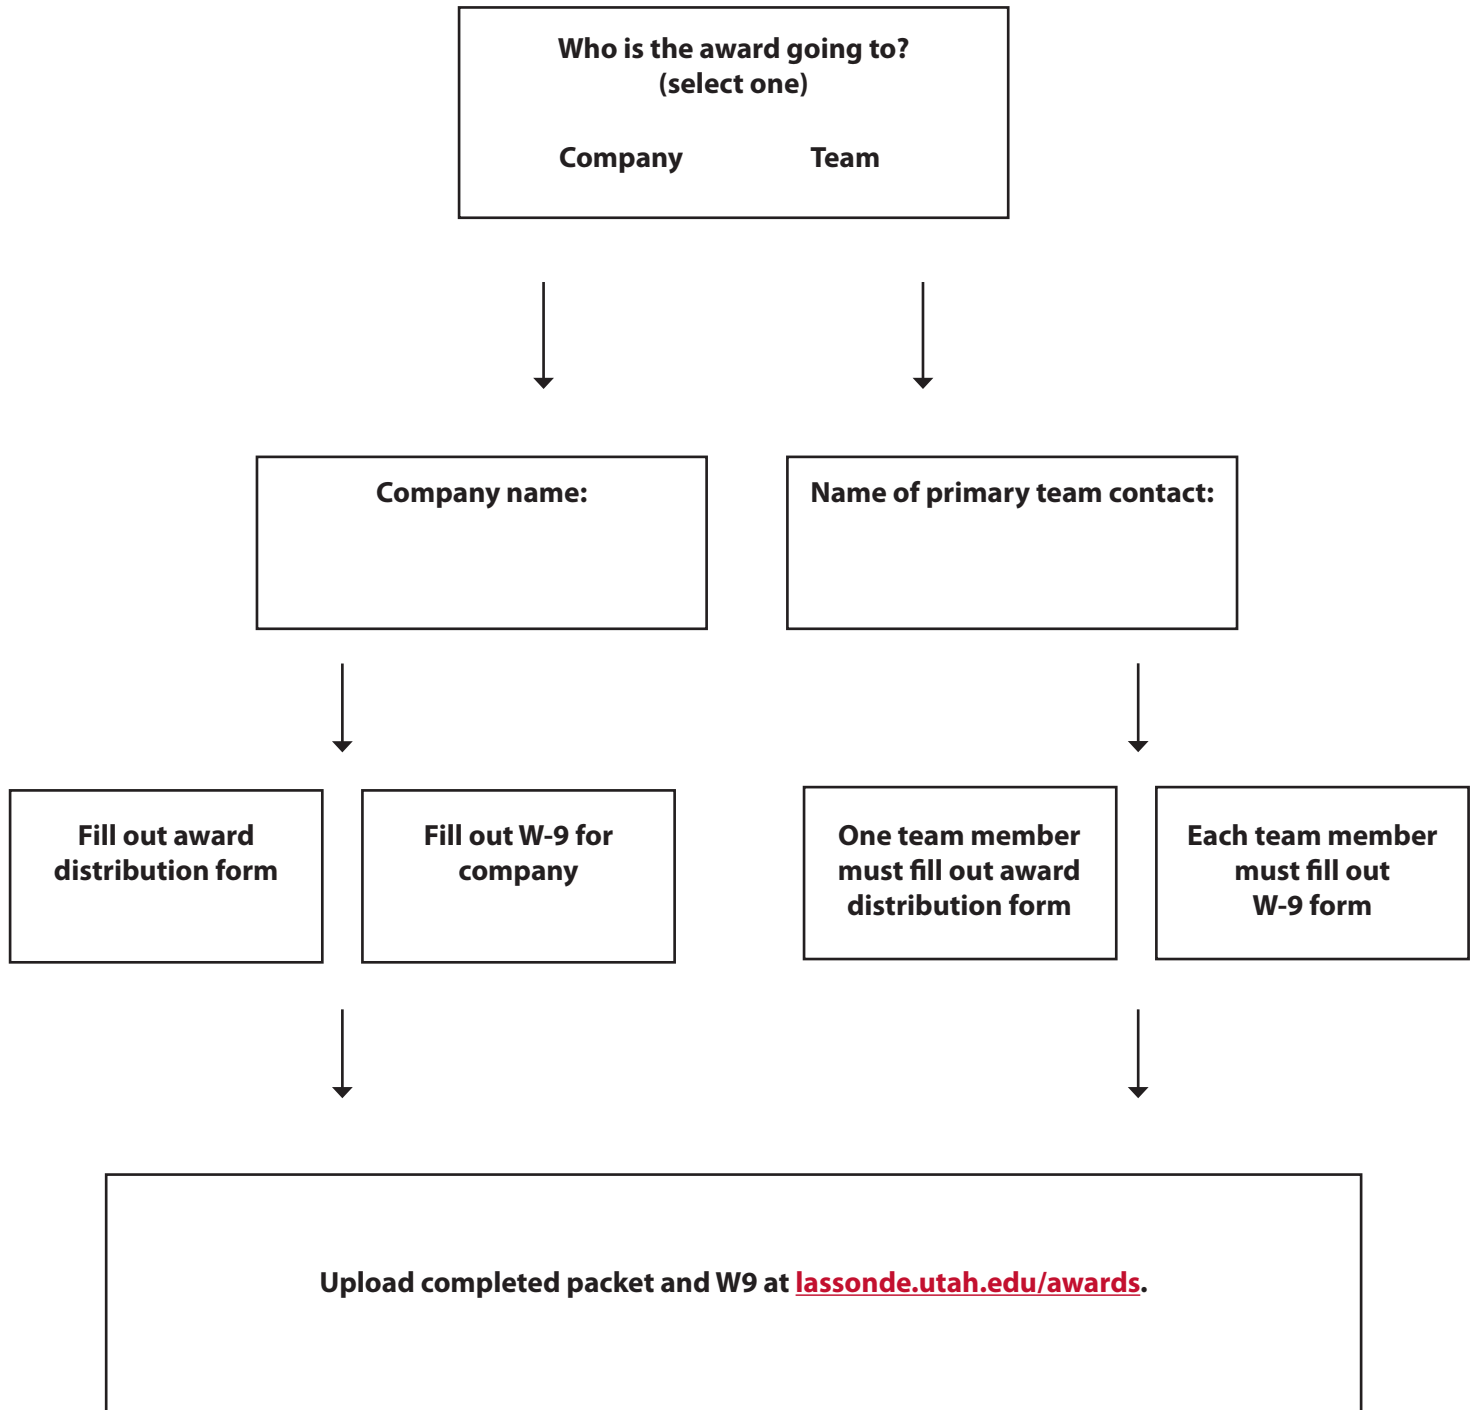 Who is the award going to?
(select one)
Company Team
Company name:
Name of primary team contact:
Fill out award
distribution form
Fill out W-9 for
company
One team member
must fill out award
distribution form
Each team member
must fill out
W-9 form
Upload completed packet and W9 at lassonde.utah.edu/awards.